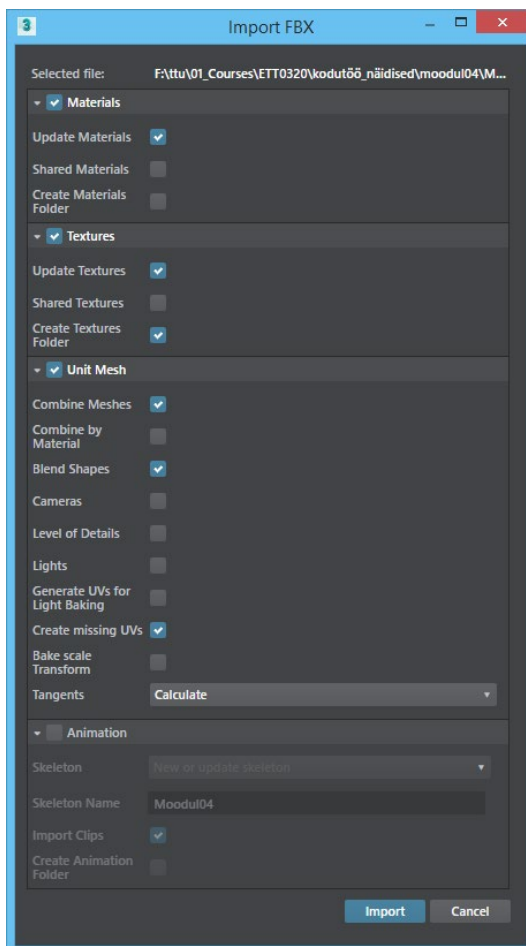 3
Import FBX
Selected file: F:\ttu\01_Courses\ETT0320\kodutöö_näidised\moodul04\M...
Materials
Update Materials
Shared Materials
Create Materials
Folder
Textures
Update Textures
Shared Textures
Create Textures
Folder
Unit Mesh
Combine Meshes
Combine by
Material
Blend Shapes
Cameras
Level of Details
Lights
Generate UVs for
Light Baking
Create missing UVs
Bake scale
Transform
Tangents Calculate
Animation
Skeleton New or update skeleton
Skeleton Name Moodul04
Import Clips
Create Animation
Folder
Import Cancel